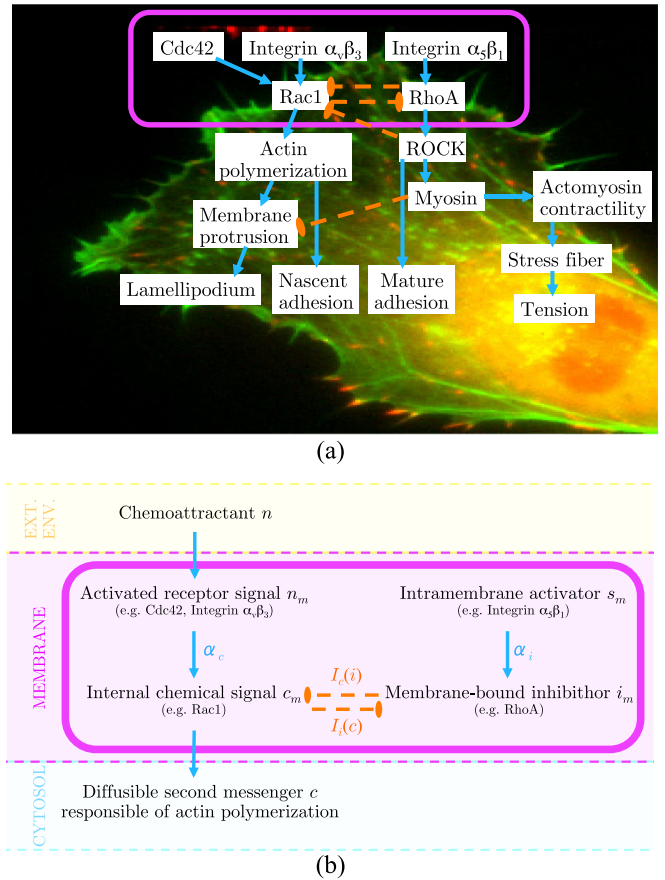 Cdc42
Integrin αvβ3
Integrin α5β1
Rac1
RhoA
Actin
polymerization
ROCK
Myosin
Actomyosin
contractility
Membrane
protrusion
Stress fiber
Lamellipodium
Nascent
adhesion
Mature
adhesion
Tension
(a)
EXT.
ENV.
Chemoattractant n
MEMBRANE
Activated receptor signal nm
(e.g. Cdc42, Integrin αvβ3)
Intramembrane activator sm
(e.g. Integrin α5β1)
αc
αi
Ic(i)
Internal chemical signal cm
(e.g. Rac1)
Membrane-bound inhibithor im
(e.g. RhoA)
Ii(c)
CYTOSOL
Diffusible second messenger c
responsible of actin polymerization
(b)